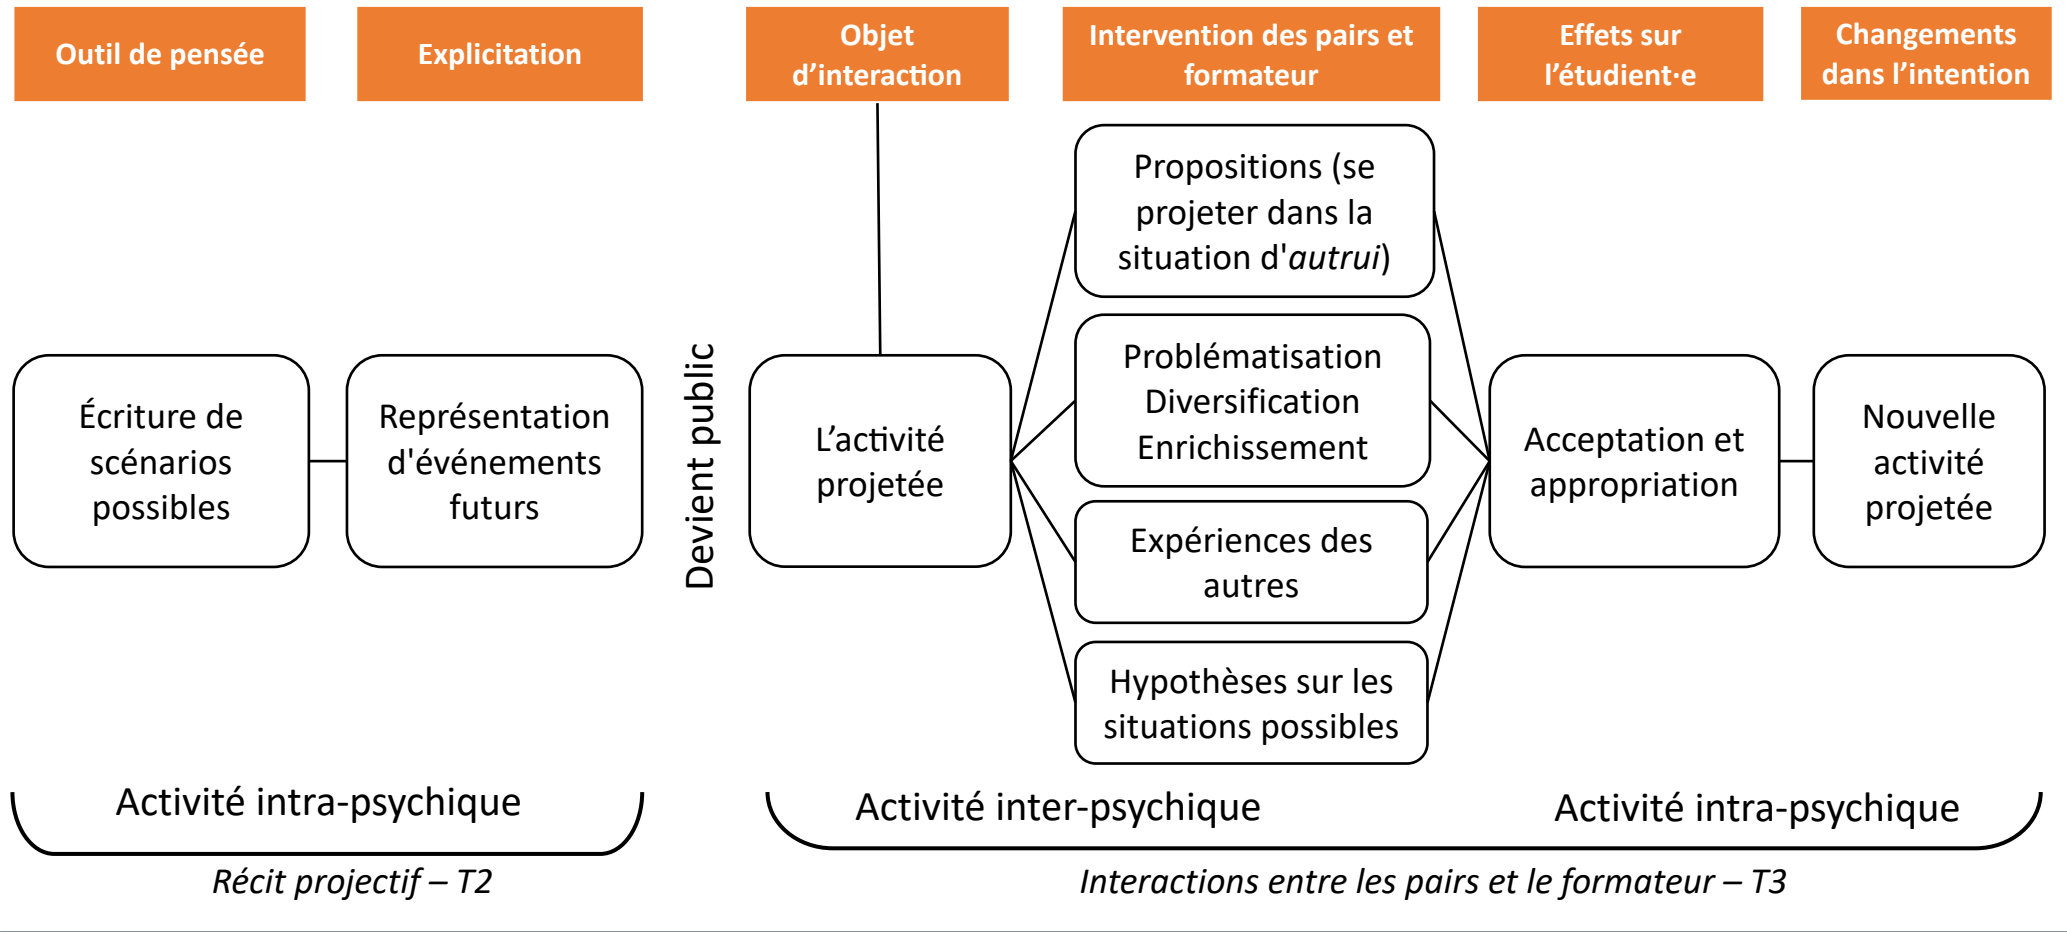 Outil de pensée
Explicitation
Objet
d’interaction
Intervention des pairs et
formateur
Effets sur
l’étudient·e
Changements
dans l’intention
Écriture de
scénarios
possibles
Représentation
d'événements
futurs
Devient public
L’activité
projetée
Propositions (se
projeter dans la
situation d'autrui)
Problématisation
Diversification
Enrichissement
Expériences des
autres
Hypothèses sur les
situations possibles
Acceptation et
appropriation
Nouvelle
activité
projetée
Activité intra-psychique
Activité inter-psychique
Activité intra-psychique
Récit projectif – T2
Interactions entre les pairs et le formateur – T3